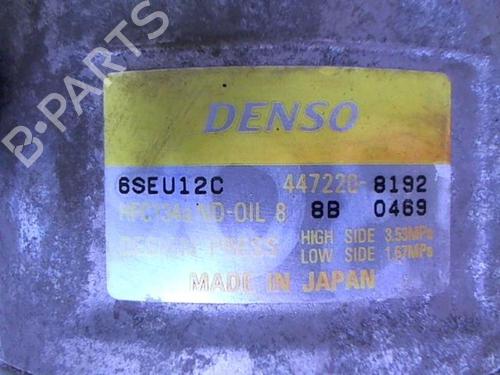 B-PARTS
DENSO
6SEU12C 447220-8192
HFC134a ND-OIL 8 8B 0469
DESIGN PRESS HIGH SIDE 3.53MPa
LOW SIDE 1.67MPa
MADE IN JAPAN